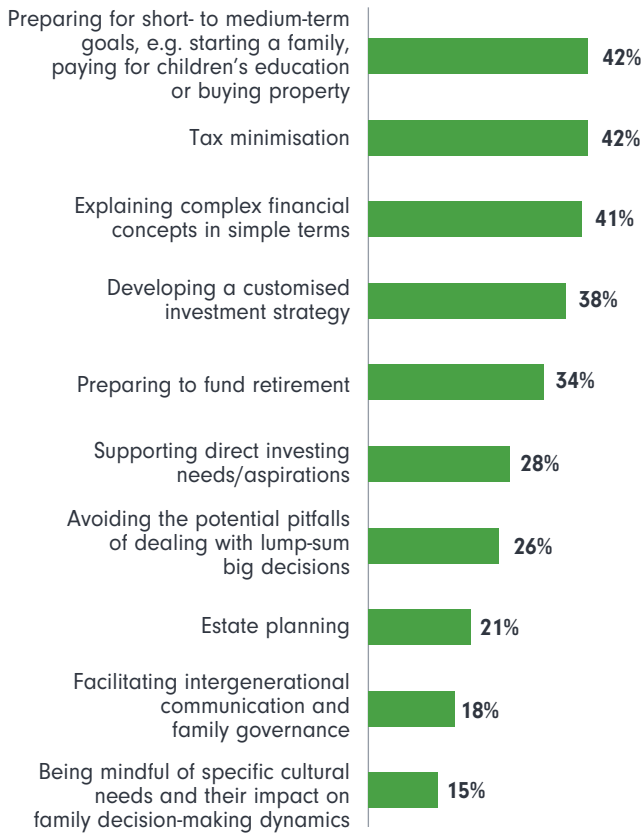 Preparing for short- to medium-term
goals, e.g. starting a family,
paying for children’s education
or buying property
42%
Tax minimisation
42%
Explaining complex financial
concepts in simple terms
41%
Developing a customised
investment strategy
38%
Preparing to fund retirement
34%
Supporting direct investing
needs/aspirations
28%
Avoiding the potential pitfalls
of dealing with lump-sum
big decisions
26%
Estate planning
21%
Facilitating intergenerational
communication and
family governance
18%
Being mindful of specific cultural
needs and their impact on
family decision-making dynamics
15%